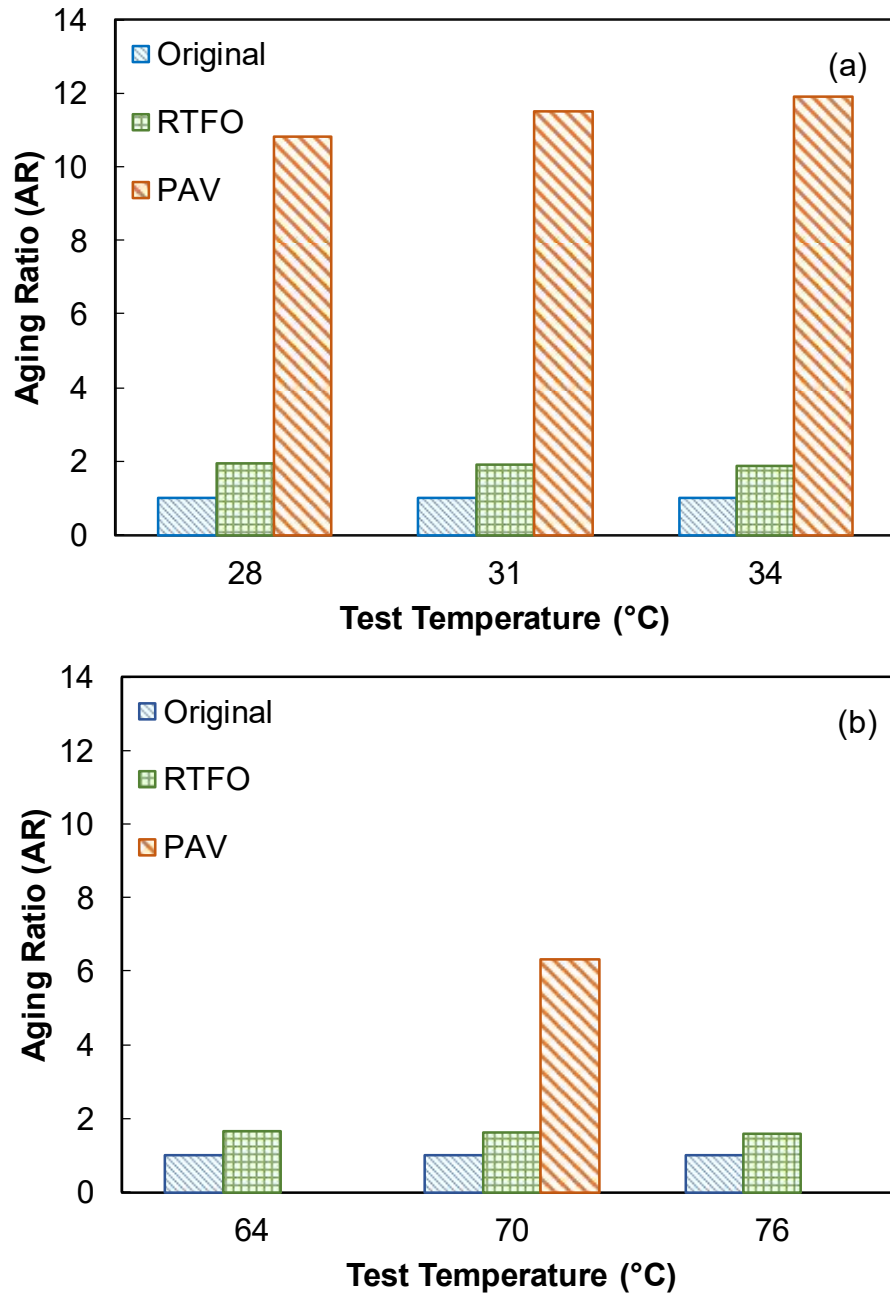 14
12
10
8
6
4
2
0
Aging Ratio (AR)
Original
RTFO
PAV
(a)
28 31 34
Test Temperature (°C)
14
12
10
8
6
4
2
0
Aging Ratio (AR)
Original
RTFO
PAV
(b)
64 70 76
Test Temperature (°C)